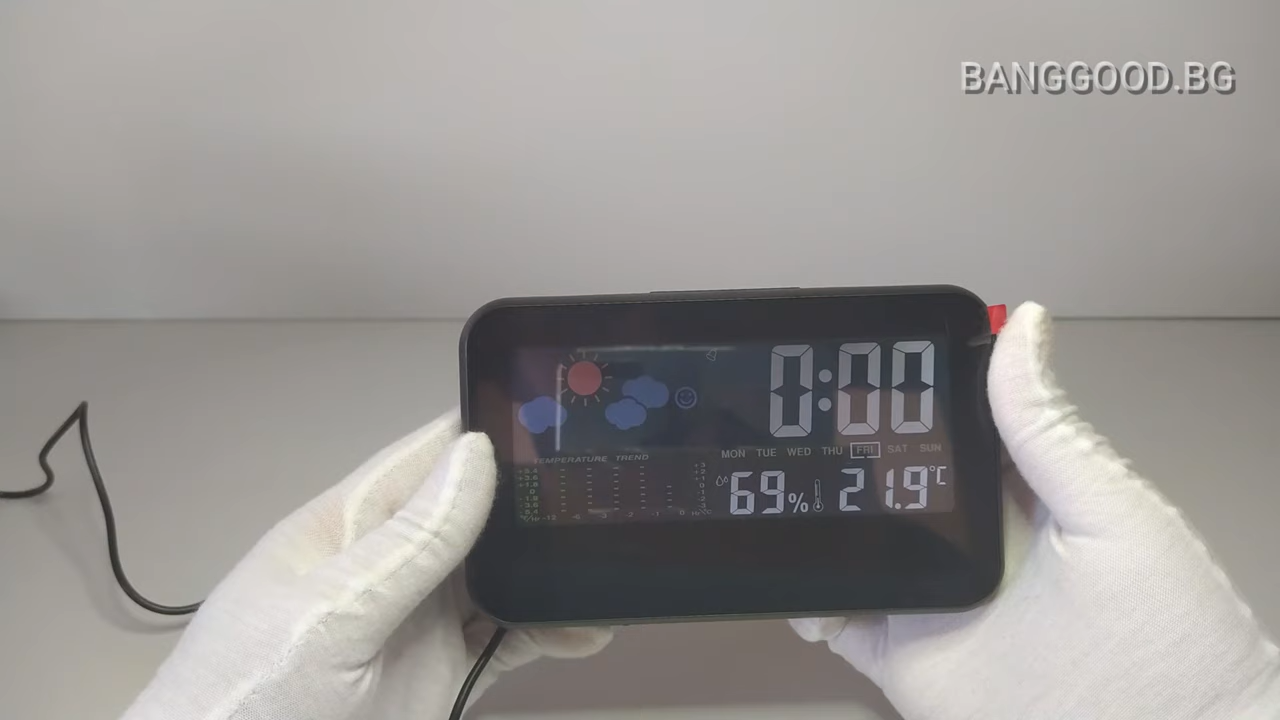 BANGGOOD.BG
0:00
MON TUE WED THU FRI SAT SUN
TEMPERATURE TREND
69% 21.9°C